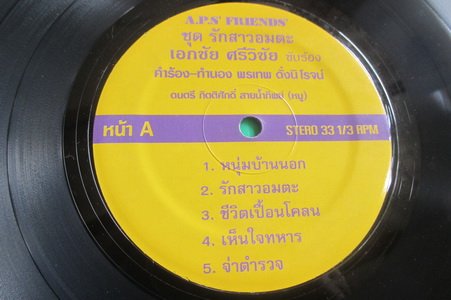 A.P.S' FRIENDS'
ชุด รักสาวอมตะ
เอกชัย ศรีวิชัย ขับร้อง
คำร้อง-ทำนอง พรเทพ ดั่งนิโรจน์
ดนตรี กิตติศักดิ์ สายน้ำทิพย์ (หนู)
หน้า A
STERO 33 1/3 RPM
1. หนุ่มบ้านนอก
2. รักสาวอมตะ
3. ชีวิตเปื้อนโคลน
4. เห็นใจทหาร
5. จ่าตำรวจ